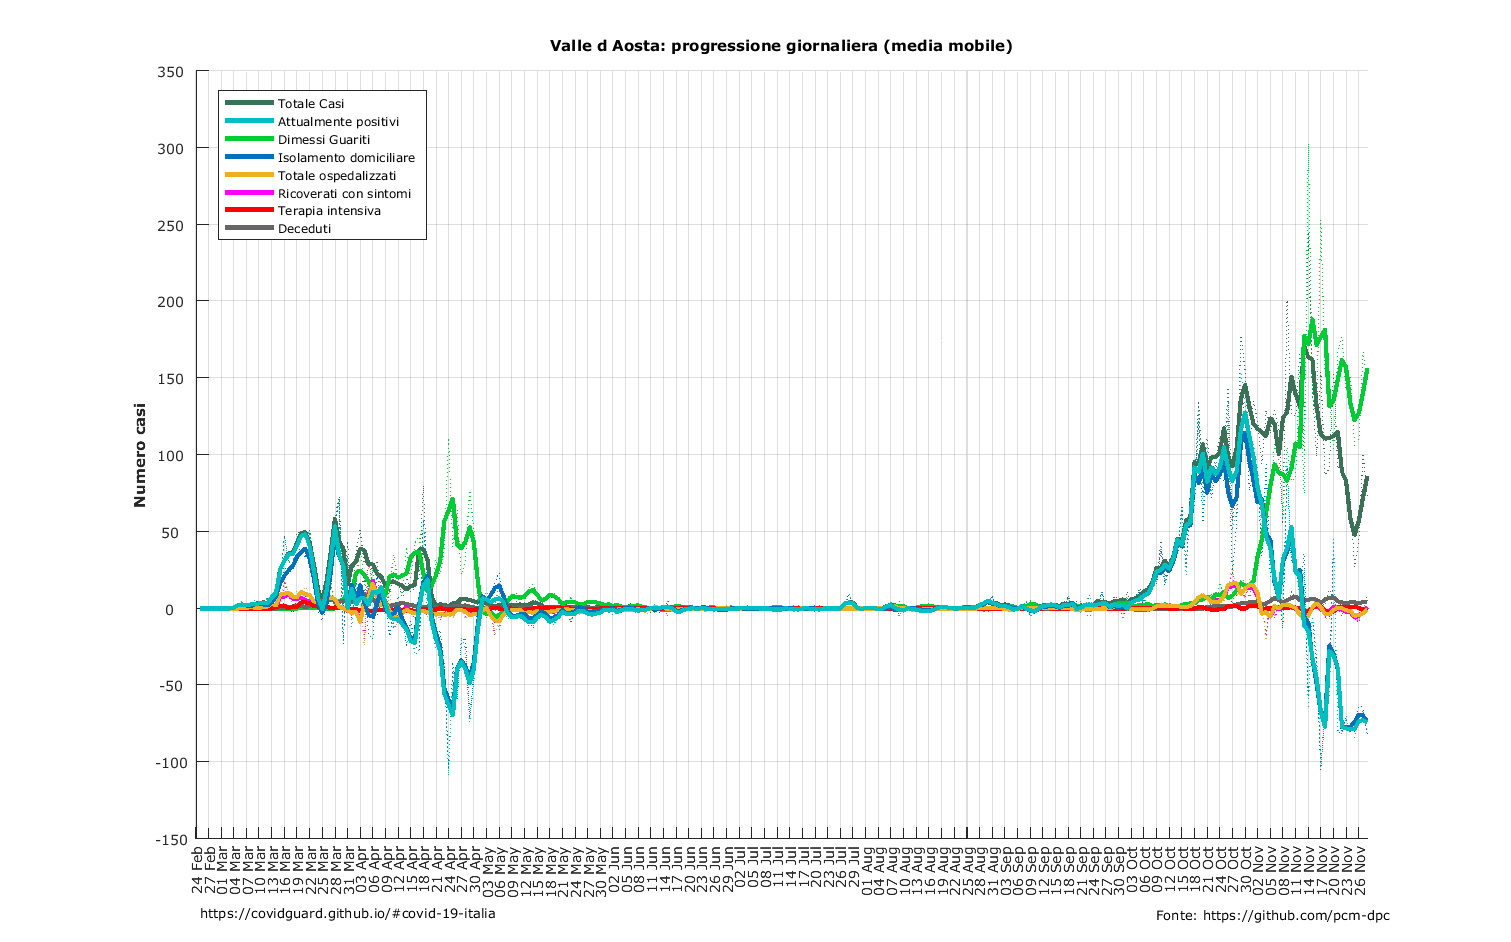 Valle d Aosta: progressione giornaliera (media mobile)
350
300
250
200
150
100
50
0
-50
-100
-150
Numero casi
Totale Casi
Attualmente positivi
Dimessi Guariti
Isolamento domiciliare
Totale ospedalizzati
Ricoverati con sintomi
Terapia intensiva
Deceduti
24 Feb
27 Feb
01 Mar
04 Mar
07 Mar
10 Mar
13 Mar
16 Mar
19 Mar
22 Mar
25 Mar
28 Mar
31 Mar
03 Apr
06 Apr
09 Apr
12 Apr
15 Apr
18 Apr
21 Apr
24 Apr
27 Apr
30 Apr
03 May
06 May
09 May
12 May
15 May
18 May
21 May
24 May
27 May
30 May
02 Jun
05 Jun
08 Jun
11 Jun
14 Jun
17 Jun
20 Jun
23 Jun
26 Jun
29 Jun
02 Jul
05 Jul
08 Jul
11 Jul
14 Jul
17 Jul
20 Jul
23 Jul
26 Jul
29 Jul
01 Aug
04 Aug
07 Aug
10 Aug
13 Aug
16 Aug
19 Aug
22 Aug
25 Aug
28 Aug
31 Aug
03 Sep
06 Sep
09 Sep
12 Sep
15 Sep
18 Sep
21 Sep
24 Sep
27 Sep
30 Sep
03 Oct
06 Oct
09 Oct
12 Oct
15 Oct
18 Oct
21 Oct
24 Oct
27 Oct
30 Oct
02 Nov
05 Nov
08 Nov
11 Nov
14 Nov
17 Nov
20 Nov
23 Nov
26 Nov
https://covidguard.github.io/#covid-19-italia
Fonte: https://github.com/pcm-dpc